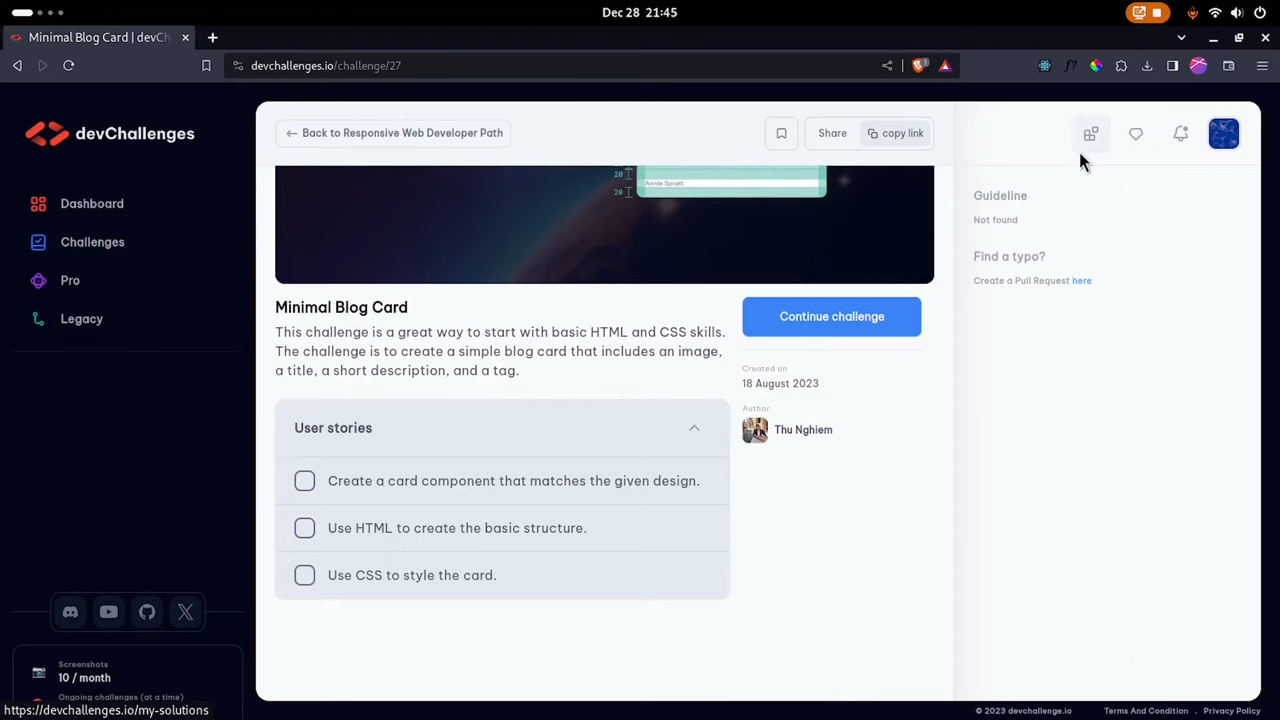 Dec 28 21:45
Minimal Blog Card | devCh
devchallenges.io/challenge/27
1
f?
devChallenges
Dashboard
Challenges
Pro
Legacy
Screenshots
10 / month
Ongoing challenges (at a time)
https://devchallenges.io/my-solutions
Back to Responsive Web Developer Path
Share
copy link
20
20
Annie Spratt
Minimal Blog Card
This challenge is a great way to start with basic HTML and CSS skills.
The challenge is to create a simple blog card that includes an image,
a title, a short description, and a tag.
User stories
Create a card component that matches the given design.
Use HTML to create the basic structure.
Use CSS to style the card.
Continue challenge
Created on
18 August 2023
Author
Thu Nghiem
Guideline
Not found
Find a typo?
Create a Pull Request here
© 2023 devchallenge.io
Terms And Condition . Privacy Policy